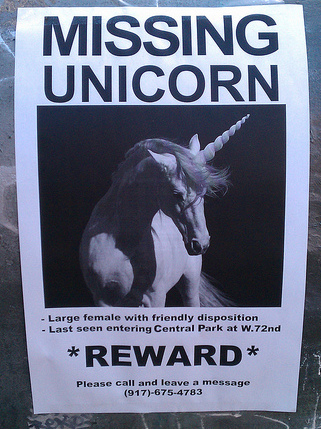 MISSING
UNICORN
- Large female with friendly disposition
- Last seen entering Central Park at W.72nd
*REWARD*
Please call and leave a message
(917)-675-4783